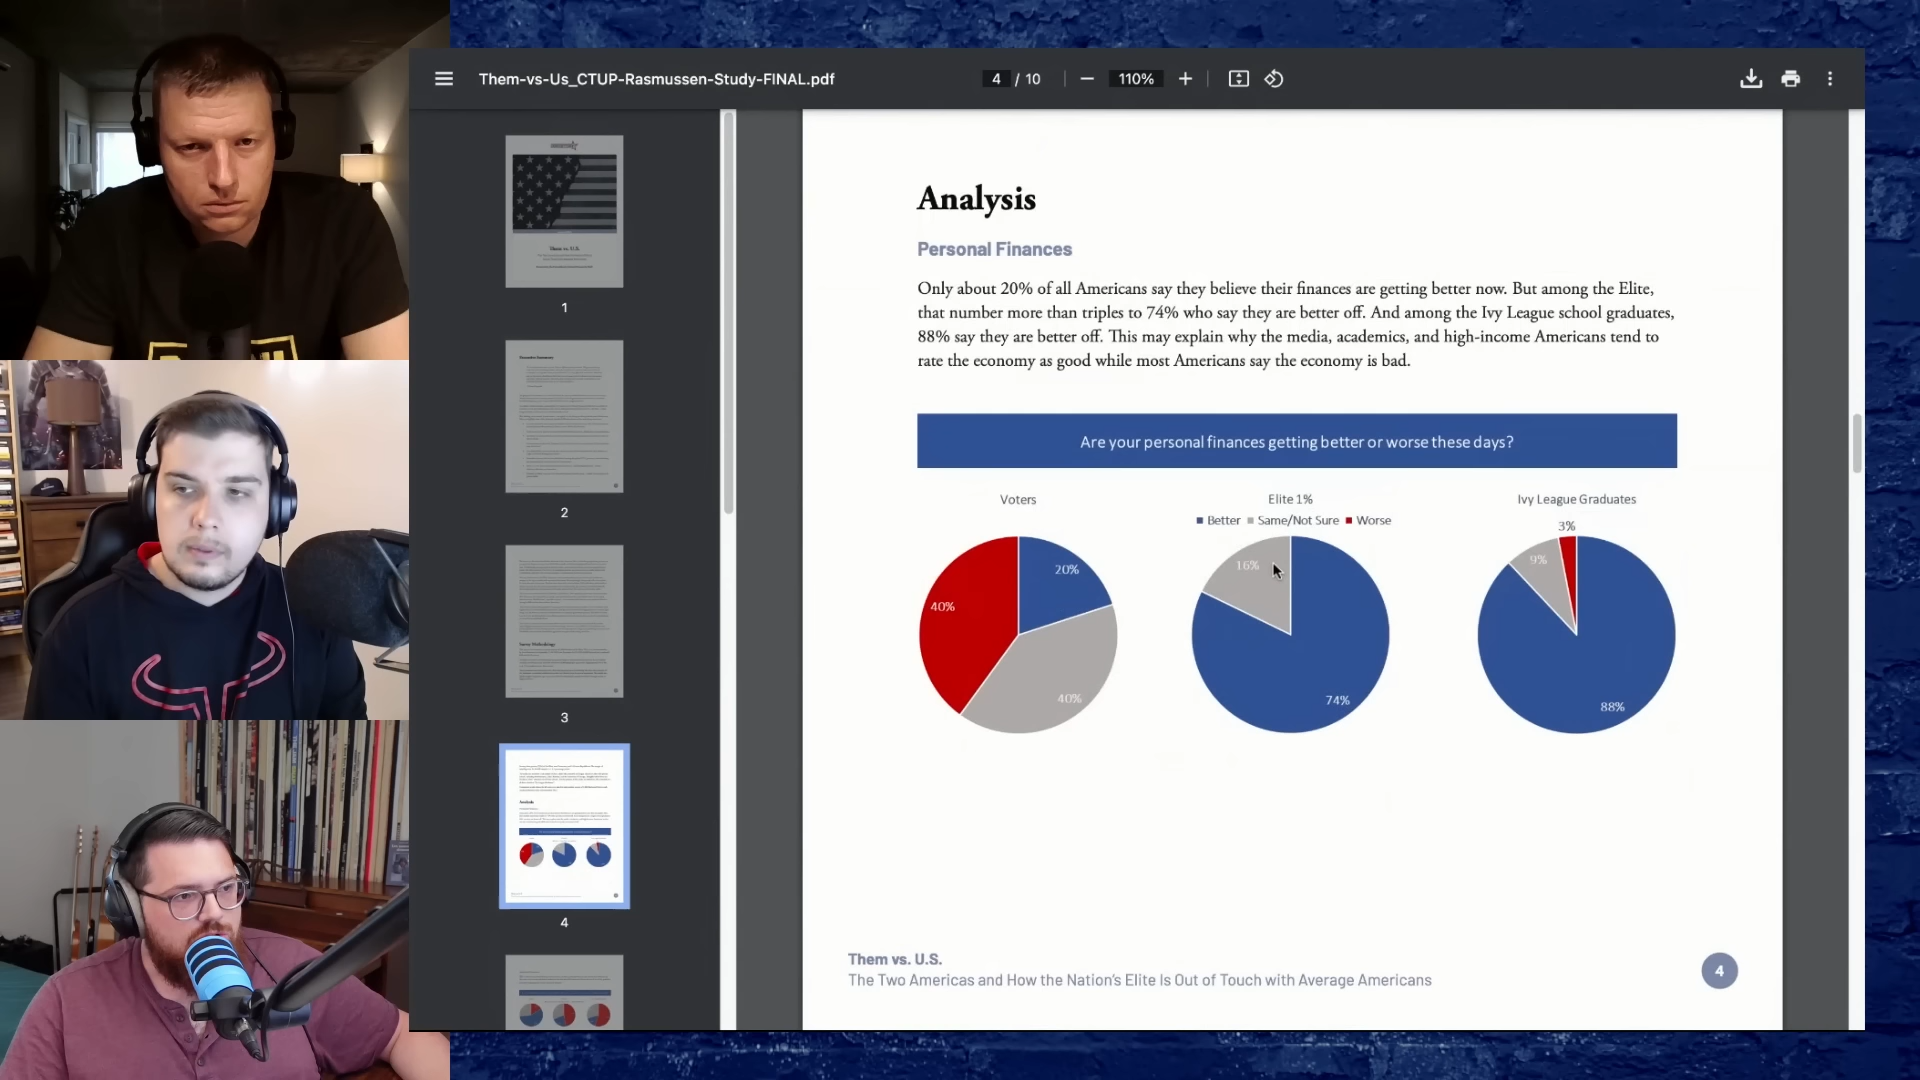 Them-vs-Us_CTUP-Rasmussen-Study-FINAL.pdf
4 / 10
110%
1
2
3
4
Analysis
Personal Finances
Only about 20% of all Americans say they believe their finances are getting better now. But among the Elite,
that number more than triples to 74% who say they are better off. And among the Ivy League school graduates,
88% say they are better off. This may explain why the media, academics, and high-income Americans tend to
rate the economy as good while most Americans say the economy is bad.
Are your personal finances getting better or worse these days?
Voters
20%
40%
40%
Elite 1%
Better Same/Not Sure Worse
16%
74%
Ivy League Graduates
3%
9%
88%
Them vs. U.S.
The Two Americas and How the Nation's Elite Is Out of Touch with Average Americans
4